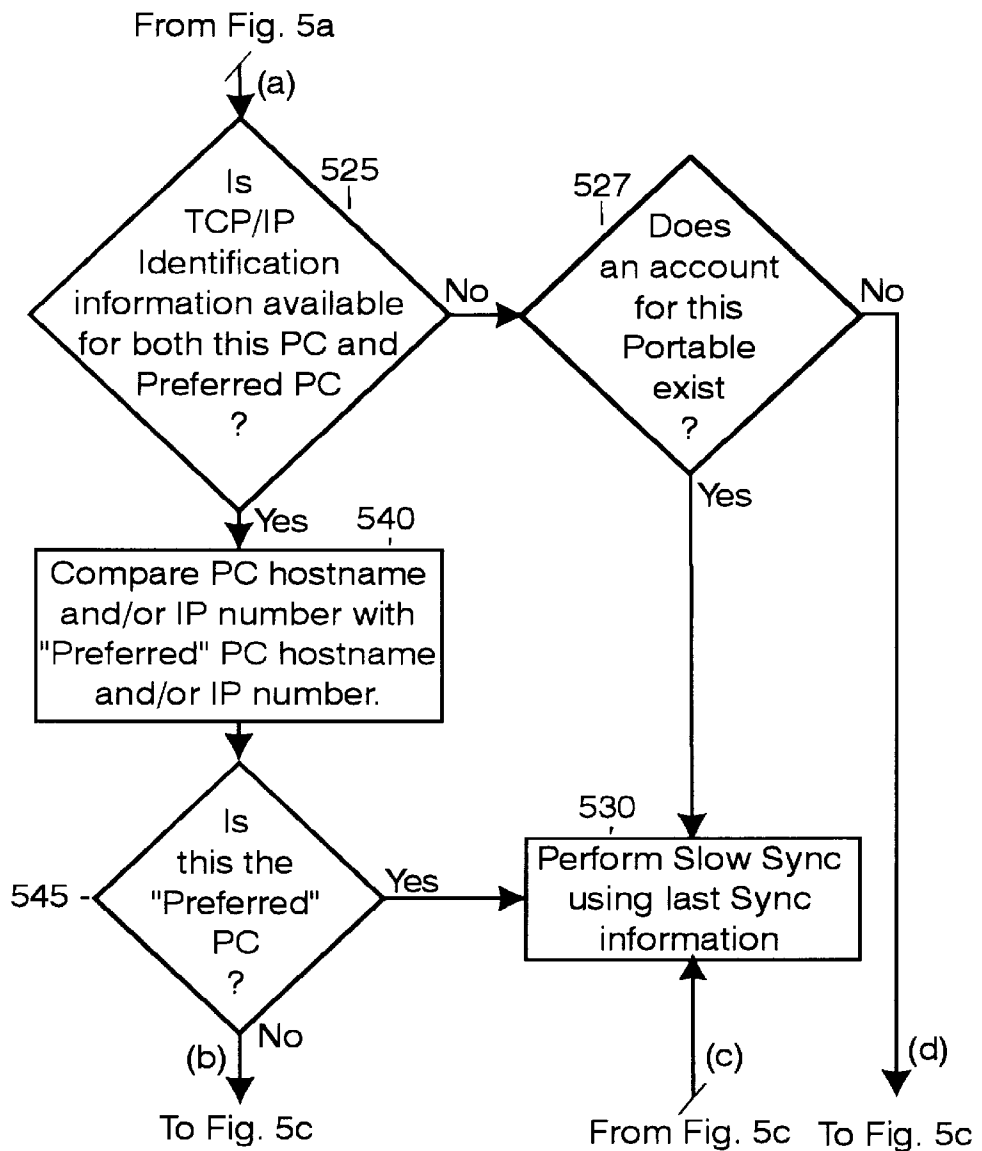 From Fig. 5a
(a)
525
Is
TCP/IP
Identification
information available
for both this PC and
Preferred PC
?
No
Yes
527
Does
an account
for this
Portable
exist
?
No
Yes
540
Compare PC hostname
and/or IP number with
"Preferred" PC hostname
and/or IP number.
545
Is
this the
"Preferred"
PC
?
Yes
No
530
Perform Slow Sync
using last Sync
information
(b)
(c)
(d)
To Fig. 5c
From Fig. 5c
To Fig. 5c